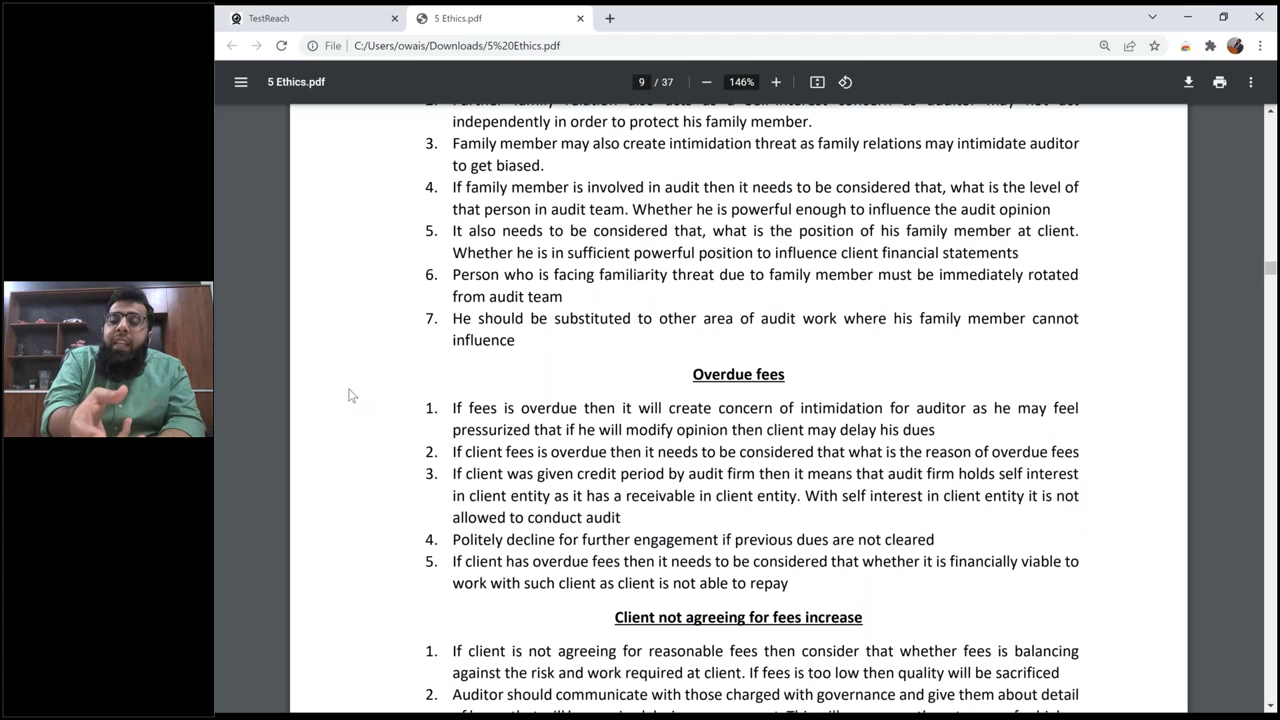 TestReach
5 Ethics.pdf
File
C:/Users/owais/Downloads/5%20Ethics.pdf
5 Ethics.pdf
9 / 37
146%
independently in order to protect his family member.
3. Family member may also create intimidation threat as family relations may intimidate auditor
to get biased.
4. If family member is involved in audit then it needs to be considered that, what is the level of
that person in audit team. Whether he is powerful enough to influence the audit opinion
5. It also needs to be considered that, what is the position of his family member at client.
Whether he is in sufficient powerful position to influence client financial statements
6. Person who is facing familiarity threat due to family member must be immediately rotated
from audit team
7. He should be substituted to other area of audit work where his family member cannot
influence
Overdue fees
1. If fees is overdue then it will create concern of intimidation for auditor as he may feel
pressurized that if he will modify opinion then client may delay his dues
2. If client fees is overdue then it needs to be considered that what is the reason of overdue fees
3. If client was given credit period by audit firm then it means that audit firm holds self interest
in client entity as it has a receivable in client entity. With self interest in client entity it is not
allowed to conduct audit
4. Politely decline for further engagement if previous dues are not cleared
5. If client has overdue fees then it needs to be considered that whether it is financially viable to
work with such client as client is not able to repay
Client not agreeing for fees increase
1. If client is not agreeing for reasonable fees then consider that whether fees is balancing
against the risk and work required at client. If fees is too low then quality will be sacrificed
2. Auditor should communicate with those charged with governance and give them about detail